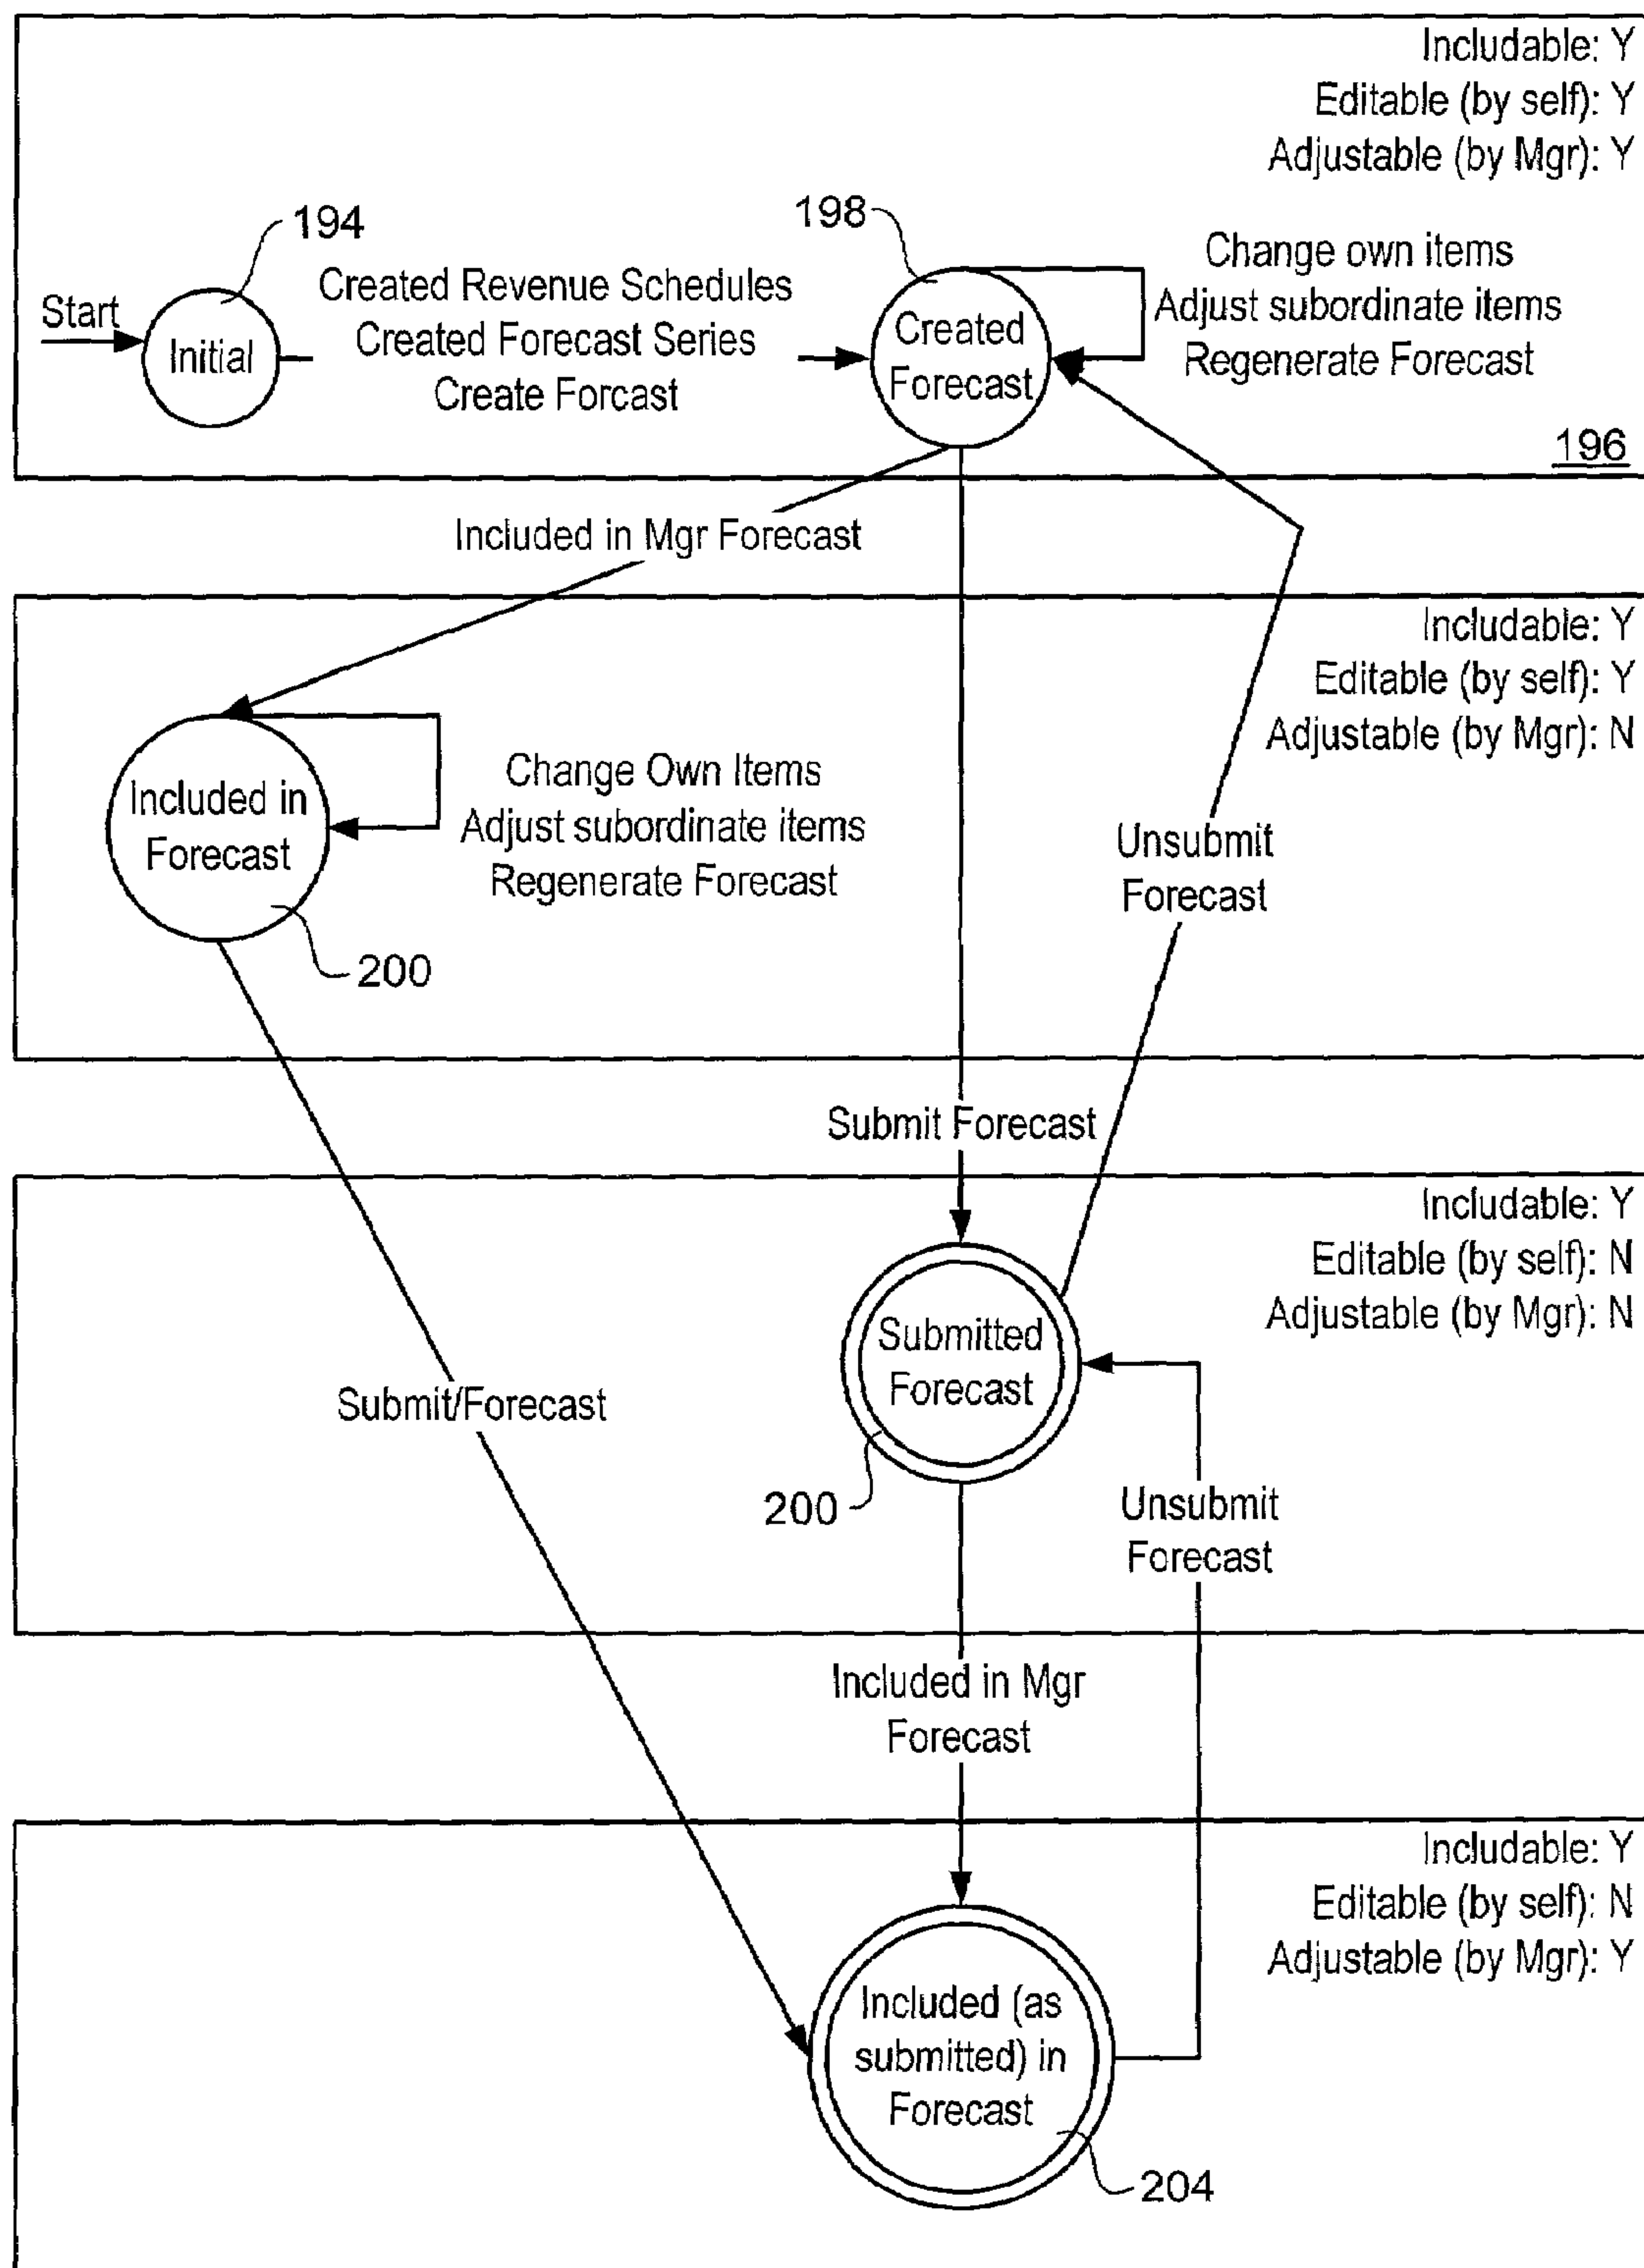 Includable: Y
Editable (by self): Y
Adjustable (by Mgr): Y
194
198
Start
Initial
Created Revenue Schedules
Created Forecast Series
Create Forcast
Created
Forecast
Change own items
Adjust subordinate items
Regenerate Forecast
196
Included in Mgr Forecast
Includable: Y
Editable (by self): Y
Adjustable (by Mgr): N
Included in
Forecast
Change Own Items
Adjust subordinate items
Regenerate Forecast
200
Unsubmit
Forecast
Submit Forecast
Includable: Y
Editable (by self): N
Adjustable (by Mgr): N
Submitted
Forecast
Submit/Forecast
200
Unsubmit
Forecast
Included in Mgr
Forecast
Includable: Y
Editable (by self): N
Adjustable (by Mgr): Y
Included (as
submitted) in
Forecast
204